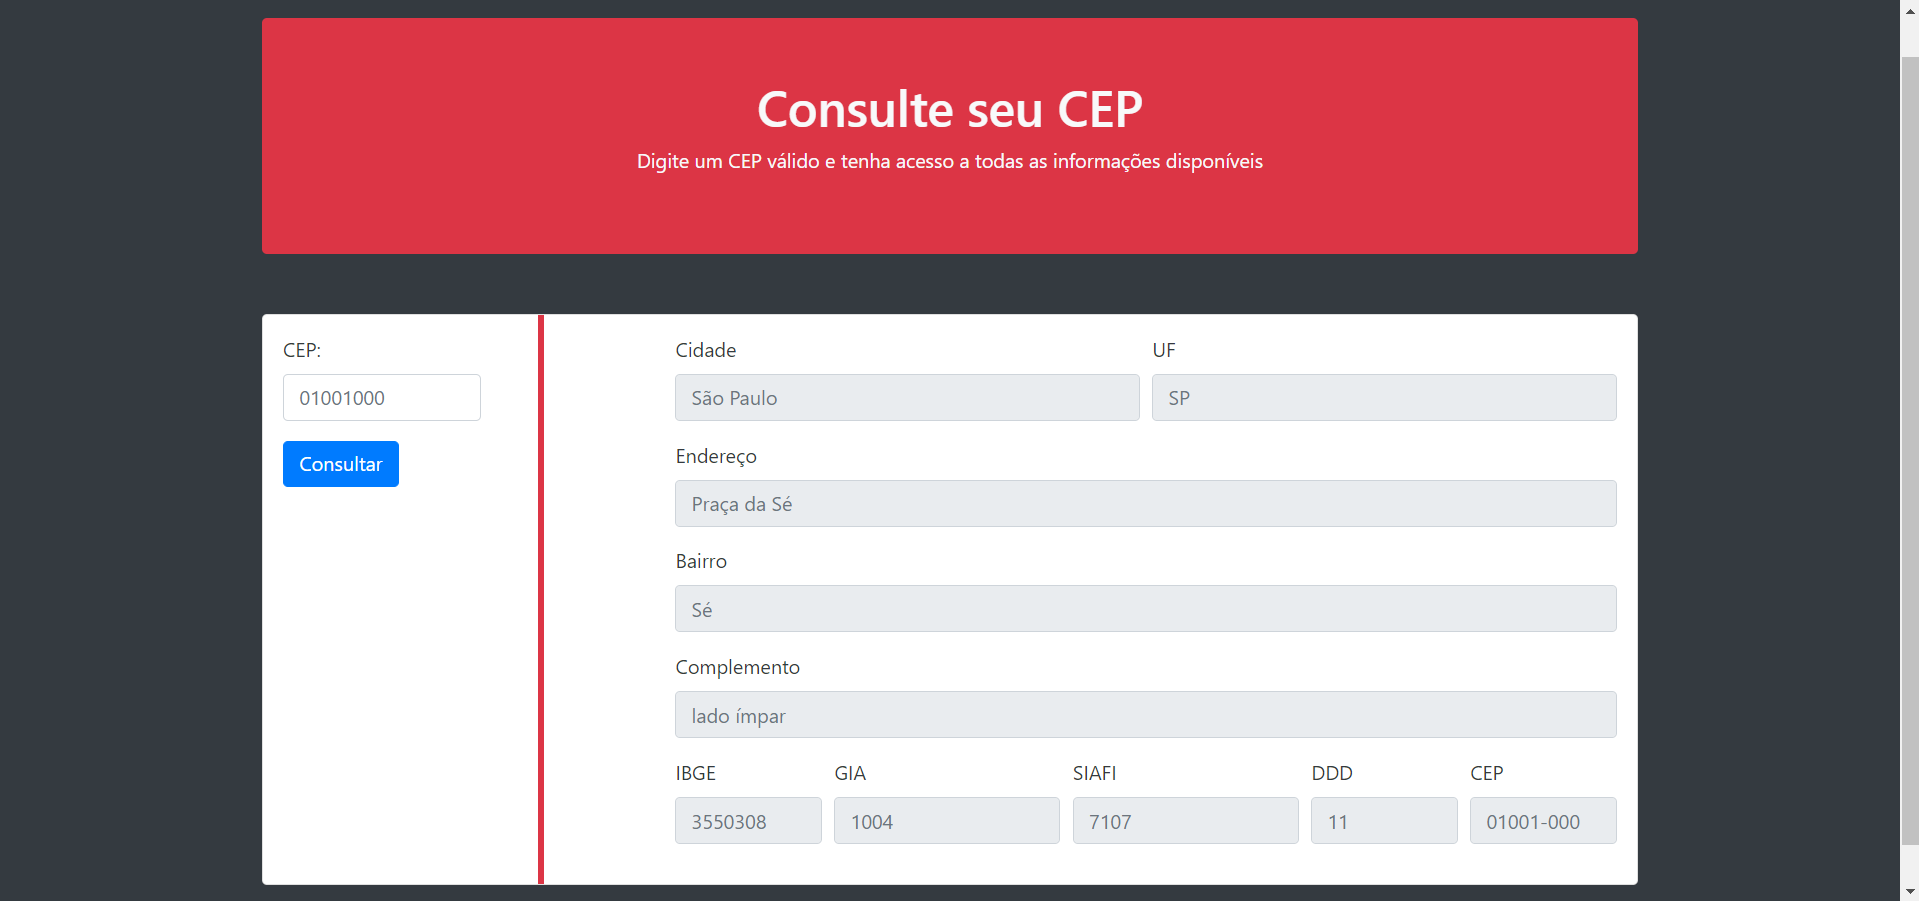 Consulte seu CEP
Digite um CEP válido e tenha acesso a todas as informações disponíveis
CEP:
01001000
Consultar
Cidade UF
São Paulo SP
Endereço
Praça da Sé
Bairro
Sé
Complemento
lado ímpar
IBGE GIA SIAFI DDD CEP
3550308 1004 7107 11 01001-000